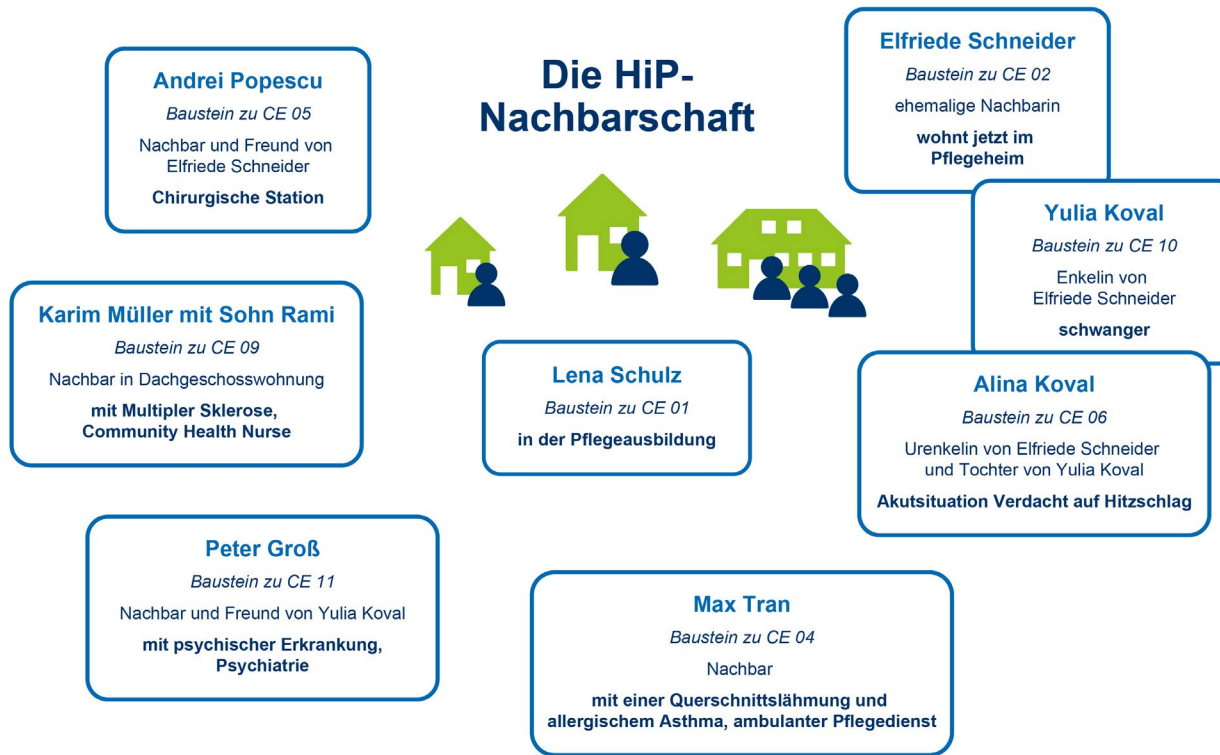 Die HiP-
Nachbarschaft
Andrei Popescu
Baustein zu CE 05
Nachbar und Freund von
Elfriede Schneider
Chirurgische Station
Elfriede Schneider
Baustein zu CE 02
ehemalige Nachbarin
wohnt jetzt im
Pflegeheim
Yulia Koval
Baustein zu CE 10
Enkelin von
Elfriede Schneider
schwanger
Karim Müller mit Sohn Rami
Baustein zu CE 09
Nachbar in Dachgeschosswohnung
mit Multipler Sklerose,
Community Health Nurse
Lena Schulz
Baustein zu CE 01
in der Pflegeausbildung
Alina Koval
Baustein zu CE 06
Urenkelin von Elfriede Schneider
und Tochter von Yulia Koval
Akutsituation Verdacht auf Hitzschlag
Peter Groß
Baustein zu CE 11
Nachbar und Freund von Yulia Koval
mit psychischer Erkrankung,
Psychiatrie
Max Tran
Baustein zu CE 04
Nachbar
mit einer Querschnittslähmung und
allergischem Asthma, ambulanter Pflegedienst